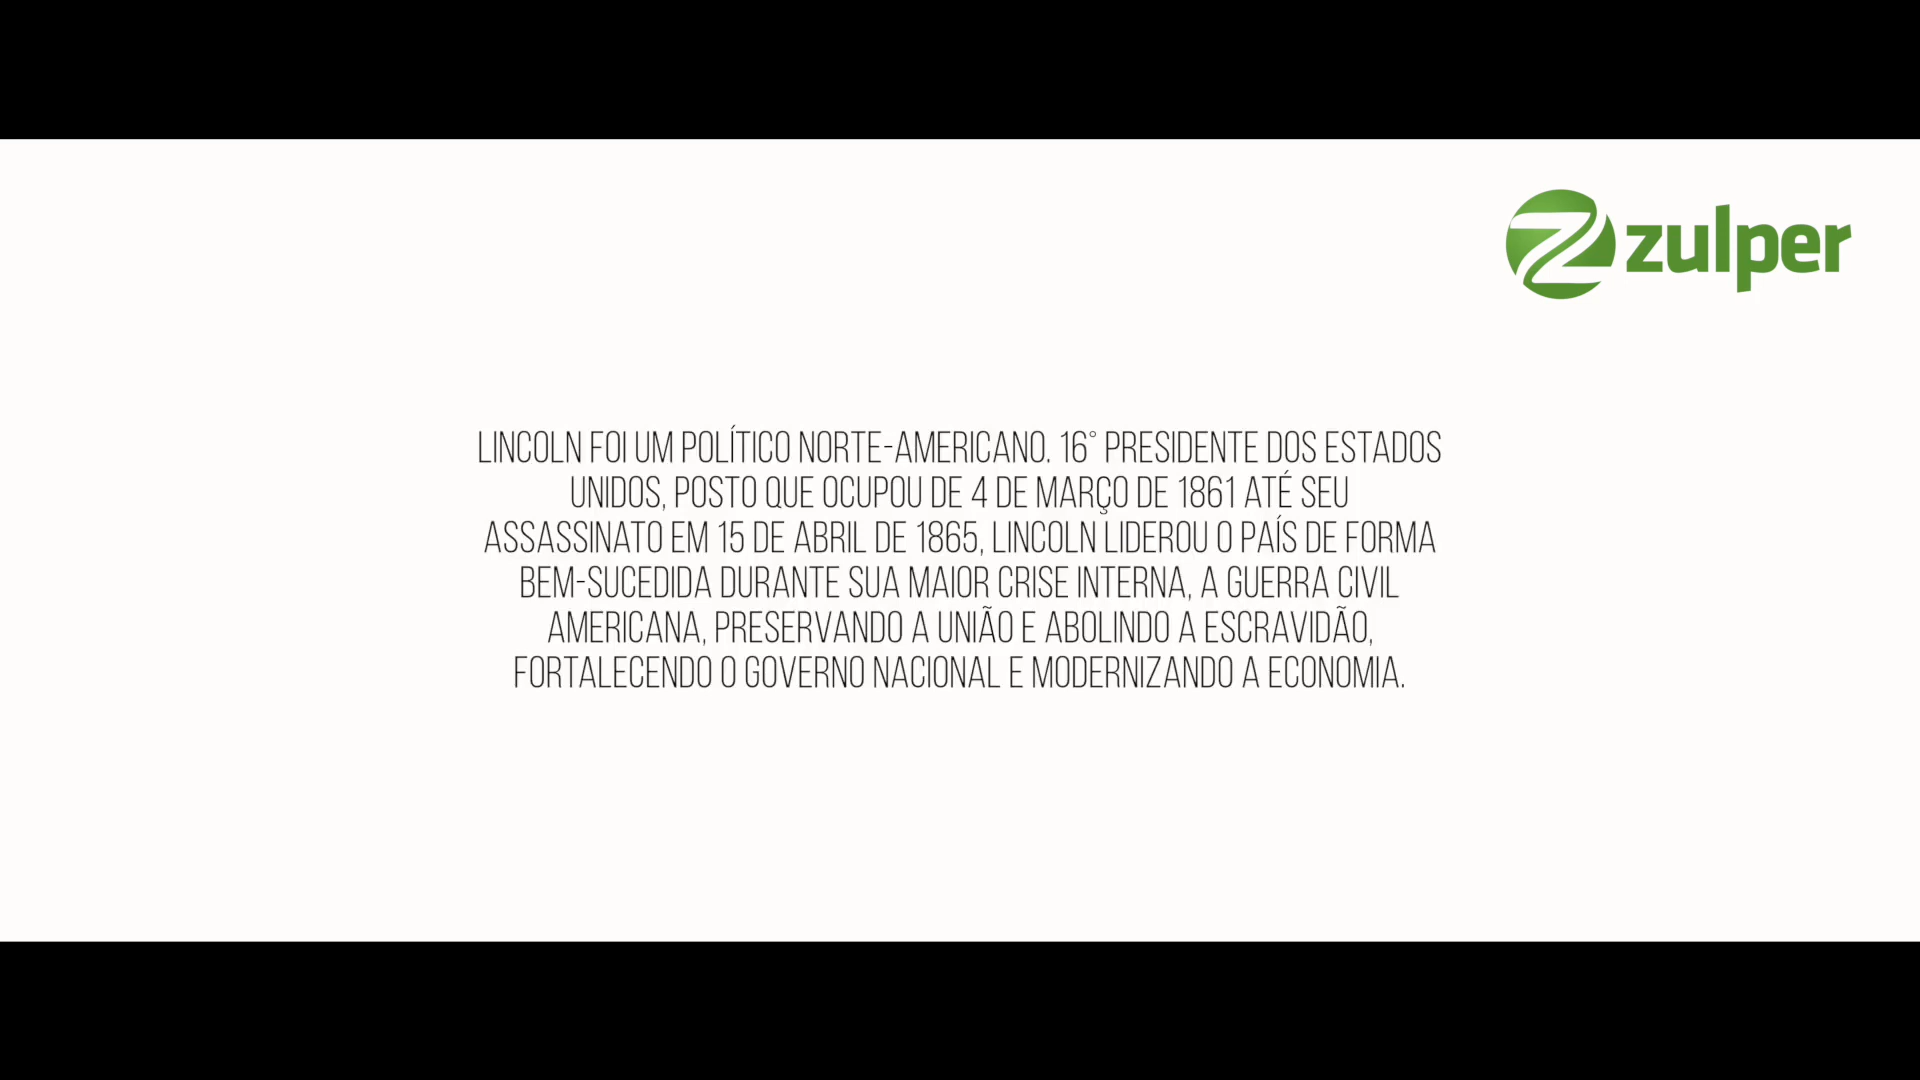 zulper
LINCOLN FOI UM POLÍTICO NORTE-AMERICANO. 16° PRESIDENTE DOS ESTADOS
UNIDOS, POSTO QUE OCUPOU DE 4 DE MARÇO DE 1861 ATÉ SEU
ASSASSINATO EM 15 DE ABRIL DE 1865, LINCOLN LIDEROU O PAÍS DE FORMA
BEM-SUCEDIDA DURANTE SUA MAIOR CRISE INTERNA, A GUERRA CIVIL
AMERICANA, PRESERVANDO A UNIÃO E ABOLINDO A ESCRAVIDÃO,
FORTALECENDO O GOVERNO NACIONAL E MODERNIZANDO A ECONOMIA.